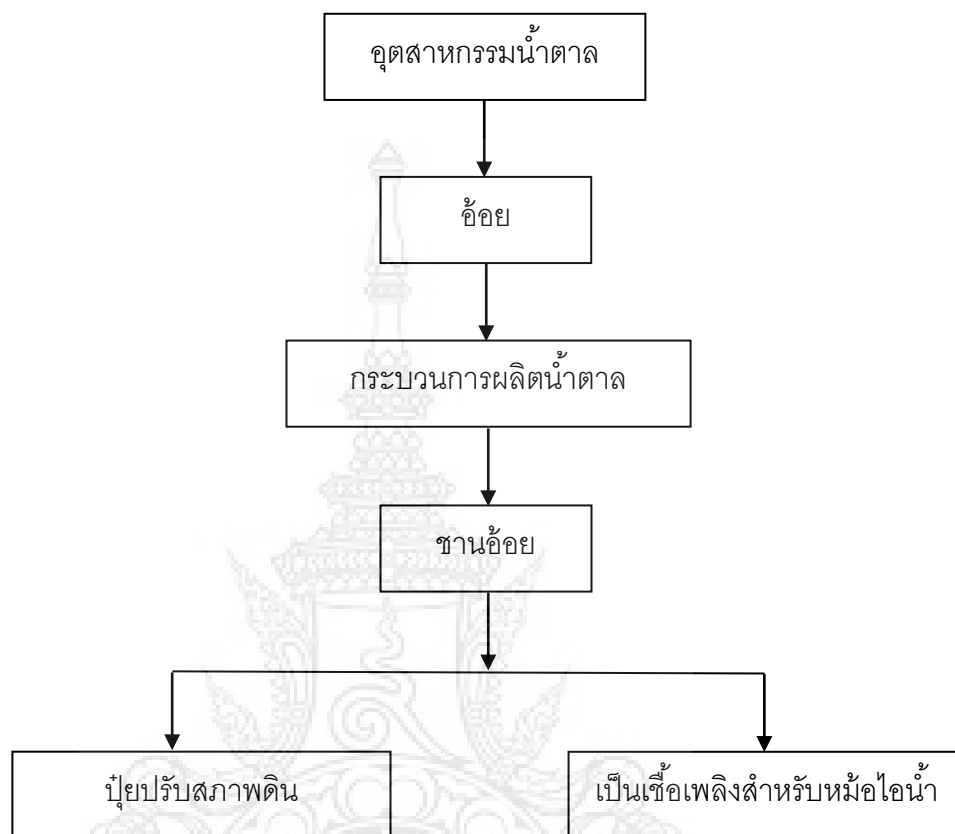 อุตสาหกรรมน้ำตาล
อ้อย
กระบวนการผลิตน้ำตาล
ชานอ้อย
ปุ๋ยปรับสภาพดิน
เป็นเชื้อเพลิงสำหรับหม้อไอน้ำ